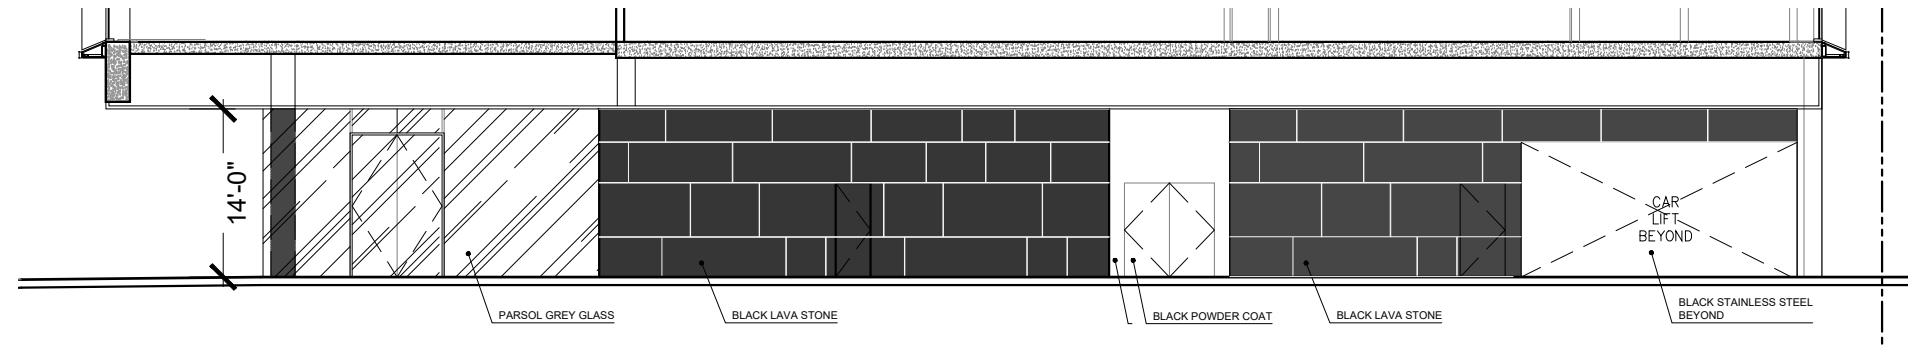 14'-0"
CAR
LIFT
BEYOND
PARSOL GREY GLASS
BLACK LAVA STONE
BLACK POWDER COAT
BLACK LAVA STONE
BLACK STAINLESS STEEL
BEYOND